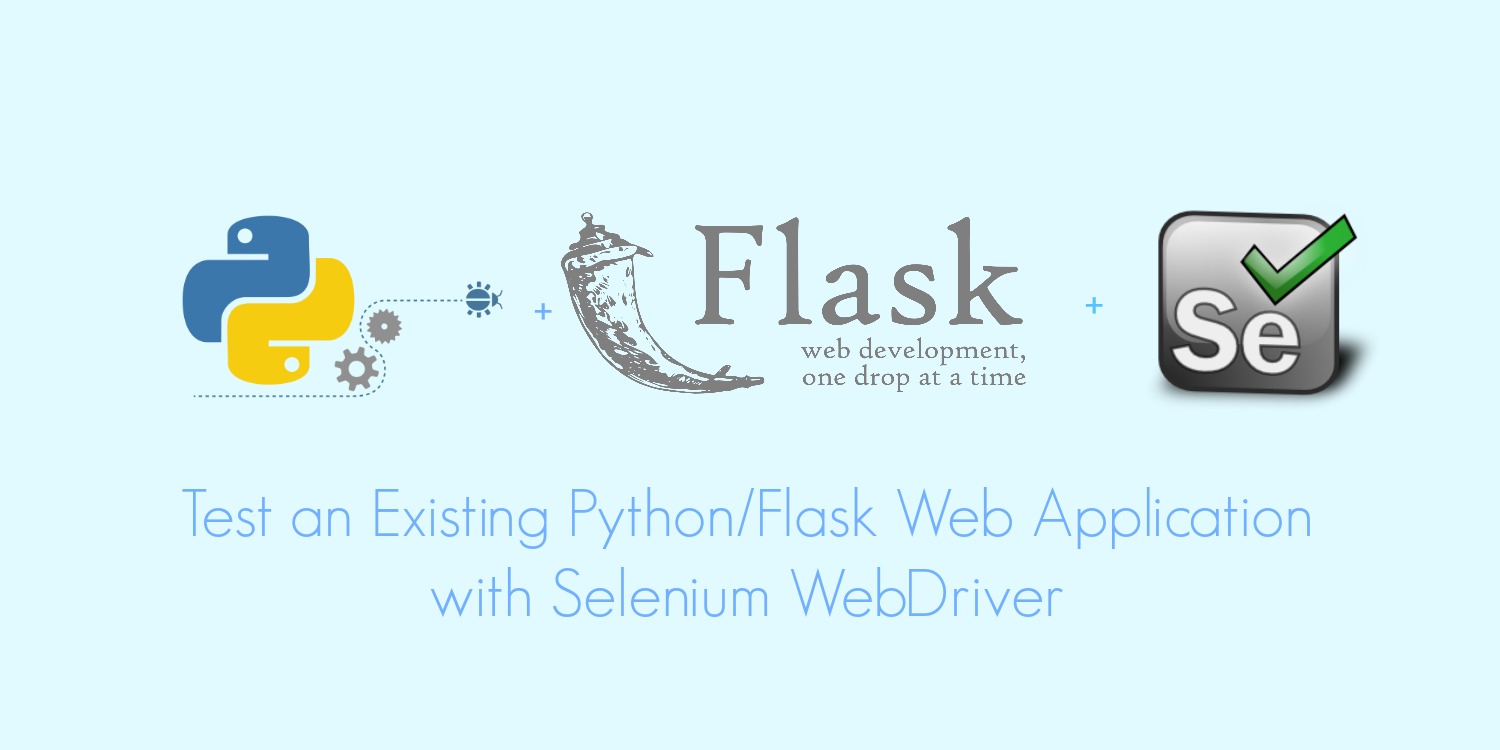 +
Flask
web development,
one drop at a time
+
Se
Test an Existing Python/Flask Web Application
with Selenium WebDriver